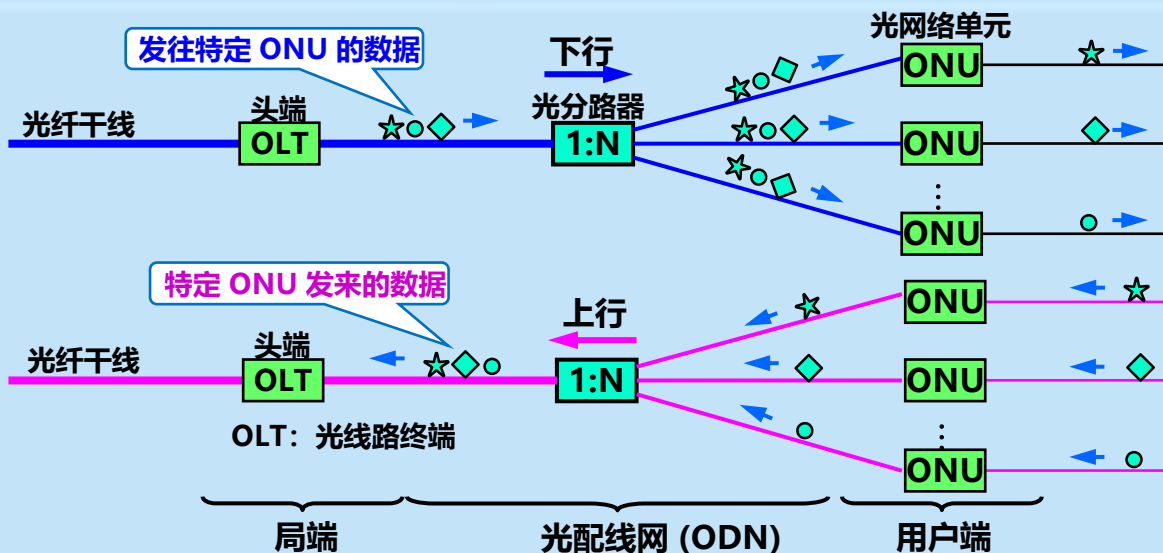 光网络单元
发往特定 ONU 的数据
下行
ONU
头端
光分路器
光纤干线
OLT
1:N
ONU
⋮
ONU
特定 ONU 发来的数据
上行
ONU
头端
光纤干线
OLT
1:N
ONU
⋮
OLT：光线路终端
ONU
局端
光配线网 (ODN)
用户端